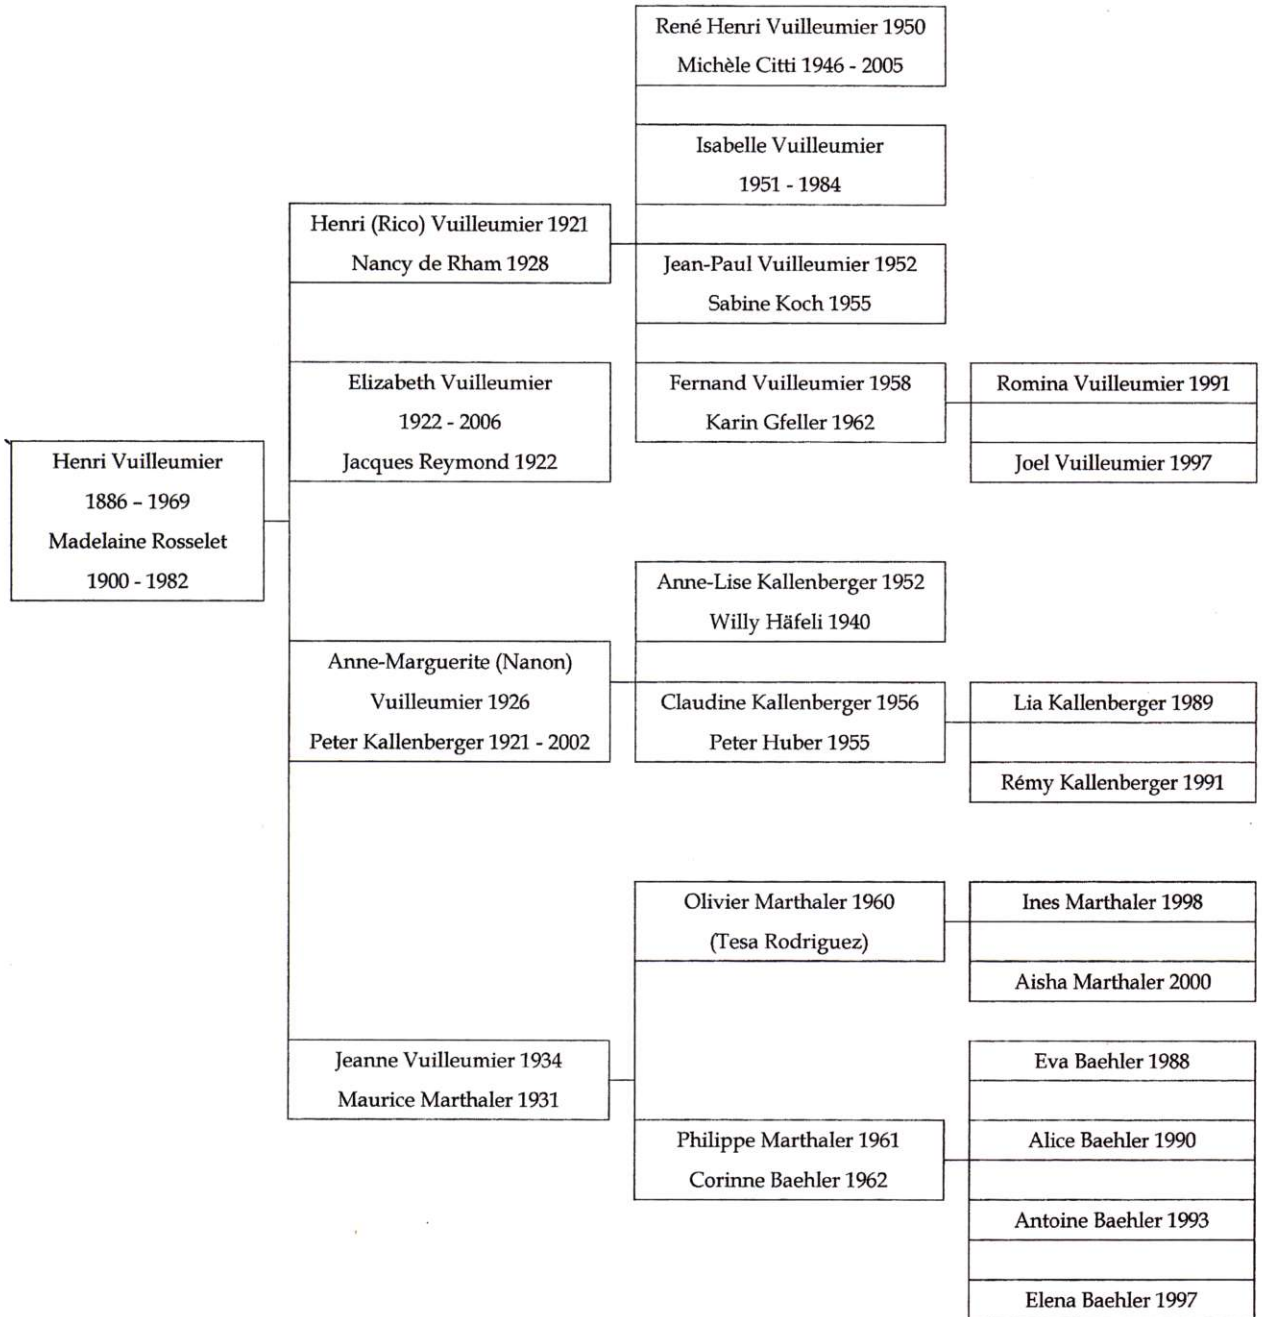 Henri Vuilleumier
1886 – 1969
Madelaine Rosselet
1900 - 1982
Henri (Rico) Vuilleumier 1921
Nancy de Rham 1928
René Henri Vuilleumier 1950
Michèle Citti 1946 - 2005
Isabelle Vuilleumier
1951 - 1984
Jean-Paul Vuilleumier 1952
Sabine Koch 1955
Fernand Vuilleumier 1958
Karin Gfeller 1962
Romina Vuilleumier 1991
Joel Vuilleumier 1997
Elizabeth Vuilleumier
1922 - 2006
Jacques Reymond 1922
Anne-Marguerite (Nanon)
Vuilleumier 1926
Peter Kallenberger 1921 - 2002
Anne-Lise Kallenberger 1952
Willy Häfeli 1940
Claudine Kallenberger 1956
Peter Huber 1955
Lia Kallenberger 1989
Rémy Kallenberger 1991
Jeanne Vuilleumier 1934
Maurice Marthaler 1931
Olivier Marthaler 1960
(Tesa Rodriguez)
Ines Marthaler 1998
Aisha Marthaler 2000
Philippe Marthaler 1961
Corinne Baehler 1962
Eva Baehler 1988
Alice Baehler 1990
Antoine Baehler 1993
Elena Baehler 1997